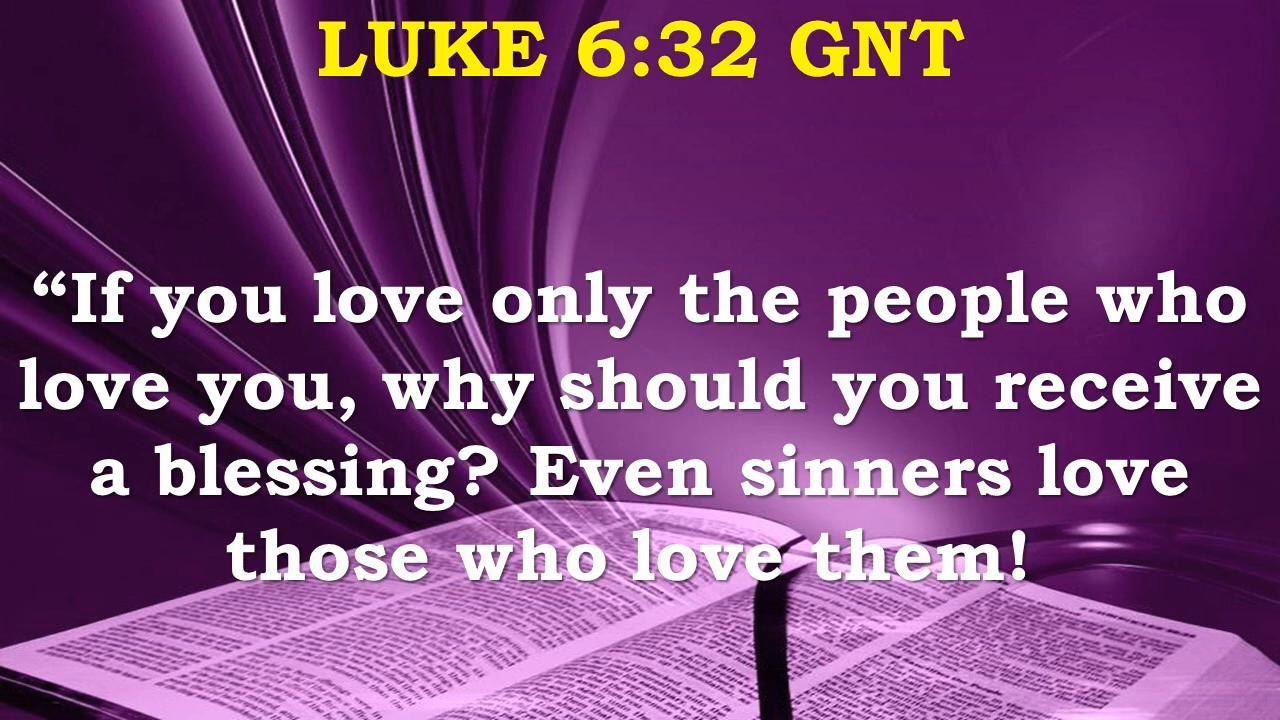 LUKE 6:32 GNT
“If you love only the people who
love you, why should you receive
a blessing? Even sinners love
those who love them!